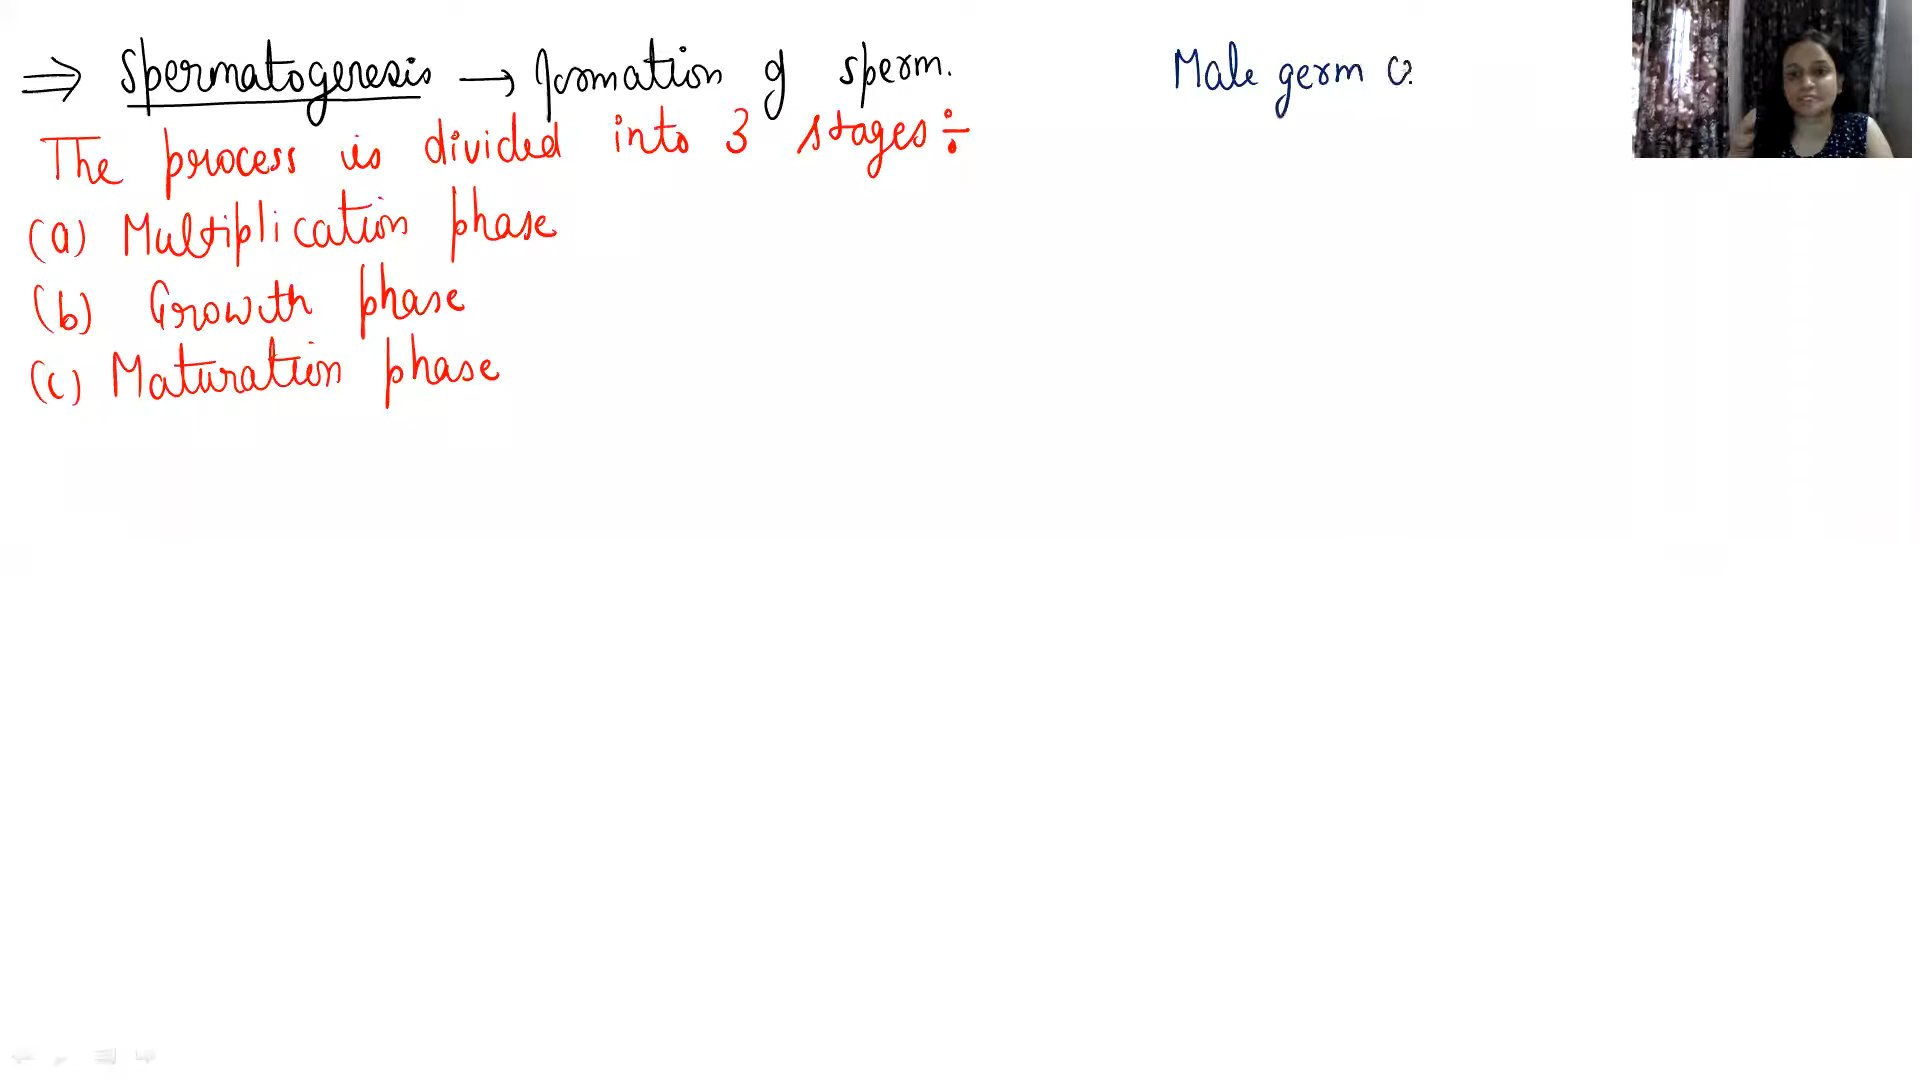 ⇒ Spermatogenesis → formation of sperm.
Male germ c
The process is divided into 3 stages÷
(a) Multiplication phase
(b) Growth phase
(c) Maturation phase